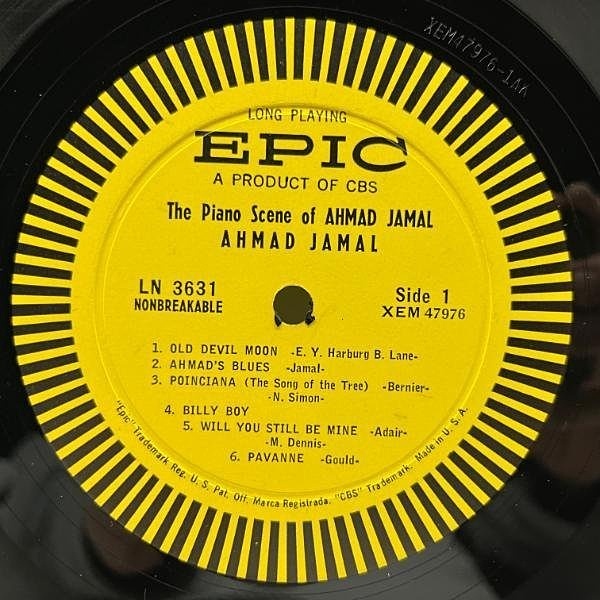 XEM47976-1AK
LONG PLAYING
EPIC
A PRODUCT OF CBS
The Piano Scene of AHMAD JAMAL
AHMAD JAMAL
LN 3631
NONBREAKABLE
Side 1
XEM 47976
1. OLD DEVIL MOON -E. Y. Harburg B. Lane-
2. AHMAD'S BLUES -Jamal-
3. POINCIANA (The Song of the Tree) -Bernier-
-N. Simon-
4. BILLY BOY
5. WILL YOU STILL BE MINE -Adair-
-M. Dennis-
6. PAVANNE -Gould-
"Epic" Trademark Reg. U. S. Pat. Off. Marca Registrada. "CBS" Trademark. Made in U. S. A.